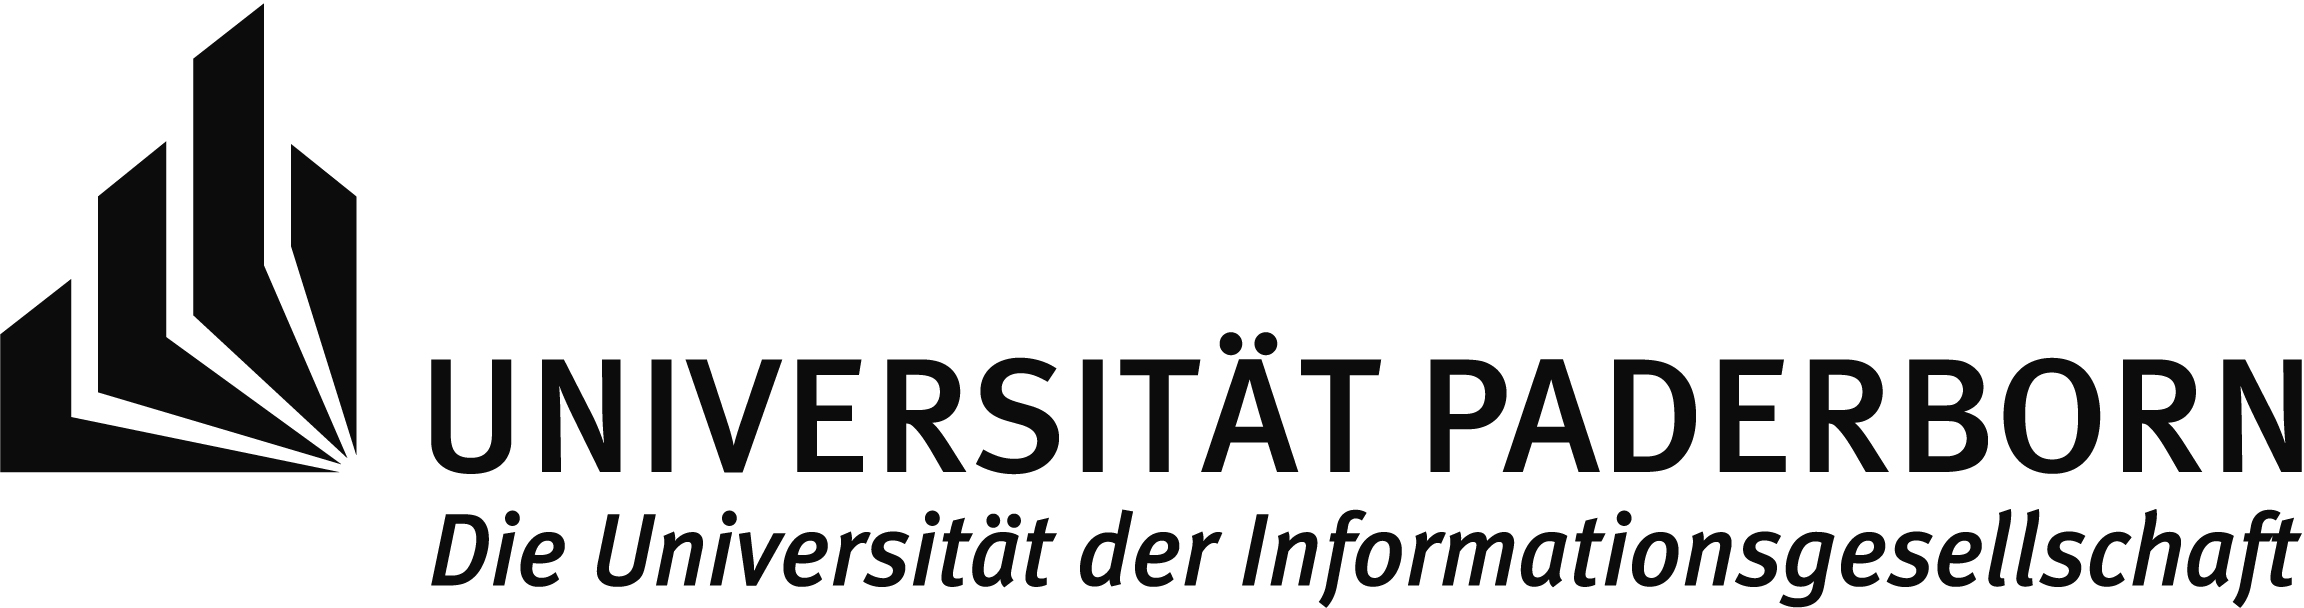 UNIVERSITÄT PADERBORN
Die Universität der Informationsgesellschaft